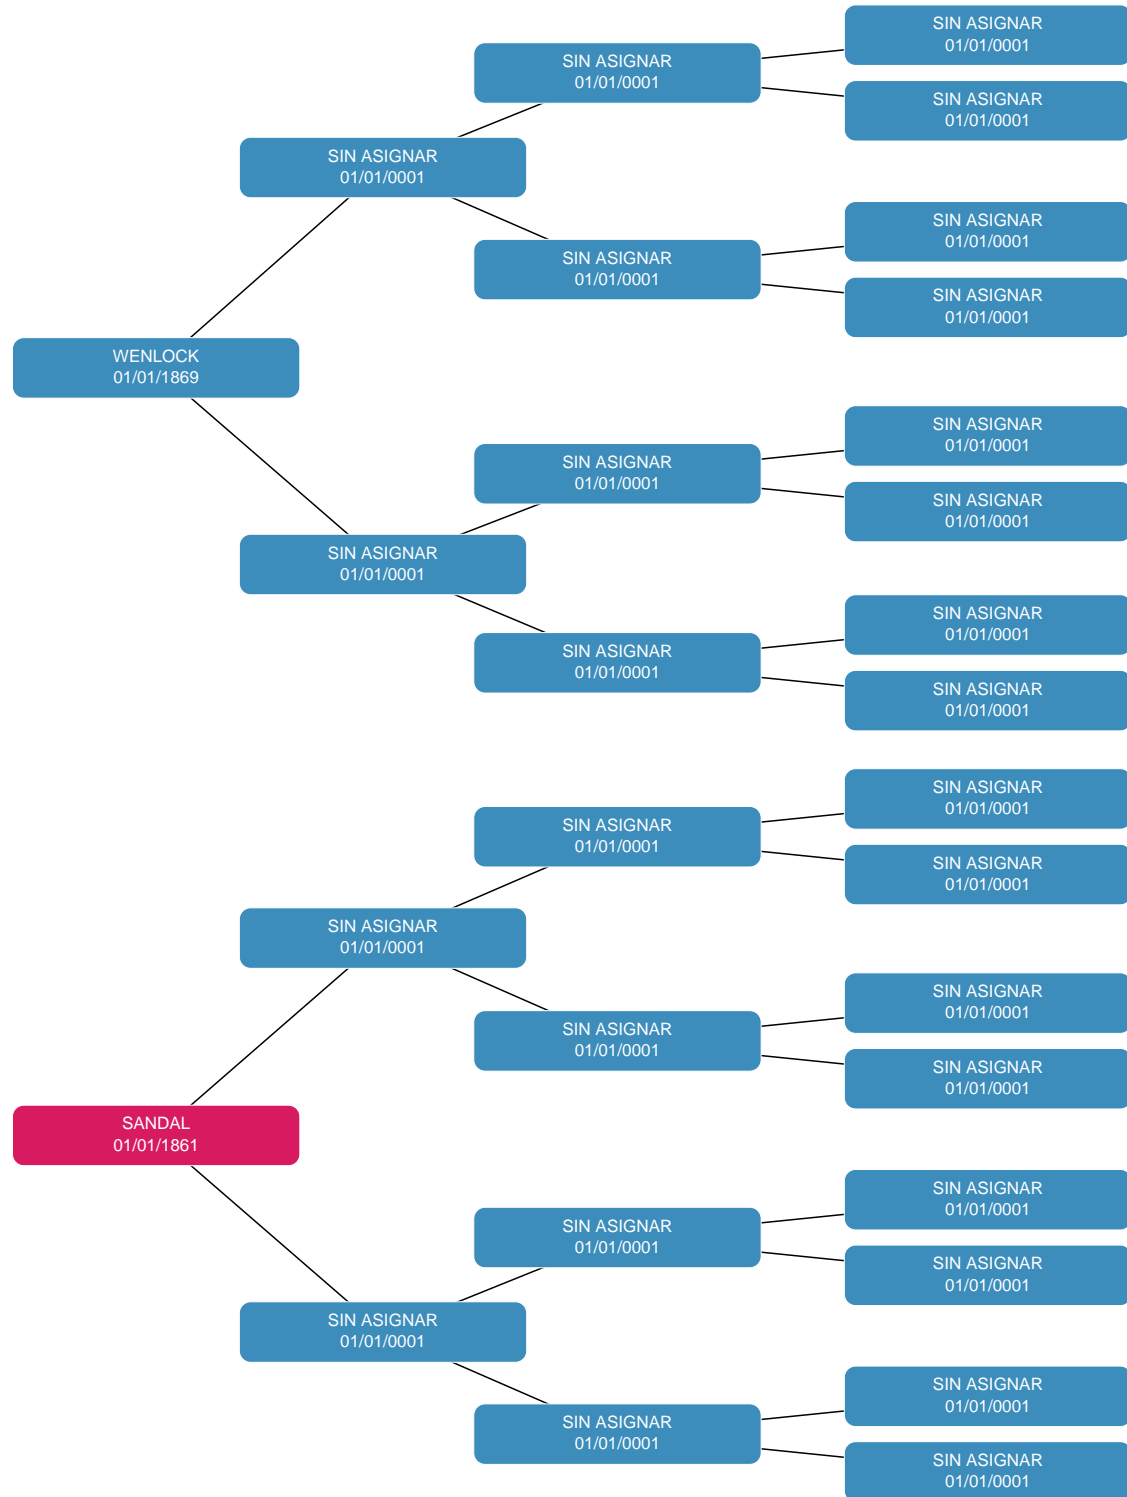 SIN ASIGNAR
01/01/0001
SIN ASIGNAR
01/01/0001
SIN ASIGNAR
01/01/0001
SIN ASIGNAR
01/01/0001
SIN ASIGNAR
01/01/0001
SIN ASIGNAR
01/01/0001
SIN ASIGNAR
01/01/0001
WENLOCK
01/01/1869
SIN ASIGNAR
01/01/0001
SIN ASIGNAR
01/01/0001
SIN ASIGNAR
01/01/0001
SIN ASIGNAR
01/01/0001
SIN ASIGNAR
01/01/0001
SIN ASIGNAR
01/01/0001
SIN ASIGNAR
01/01/0001
SIN ASIGNAR
01/01/0001
SIN ASIGNAR
01/01/0001
SIN ASIGNAR
01/01/0001
SIN ASIGNAR
01/01/0001
SIN ASIGNAR
01/01/0001
SIN ASIGNAR
01/01/0001
SIN ASIGNAR
01/01/0001
SANDAL
01/01/1861
SIN ASIGNAR
01/01/0001
SIN ASIGNAR
01/01/0001
SIN ASIGNAR
01/01/0001
SIN ASIGNAR
01/01/0001
SIN ASIGNAR
01/01/0001
SIN ASIGNAR
01/01/0001
SIN ASIGNAR
01/01/0001